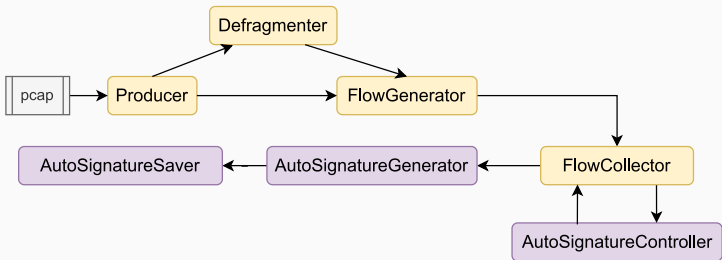 Defragmenter
pcap
Producer
FlowGenerator
AutoSignatureSaver
AutoSignatureGenerator
FlowCollector
AutoSignatureController